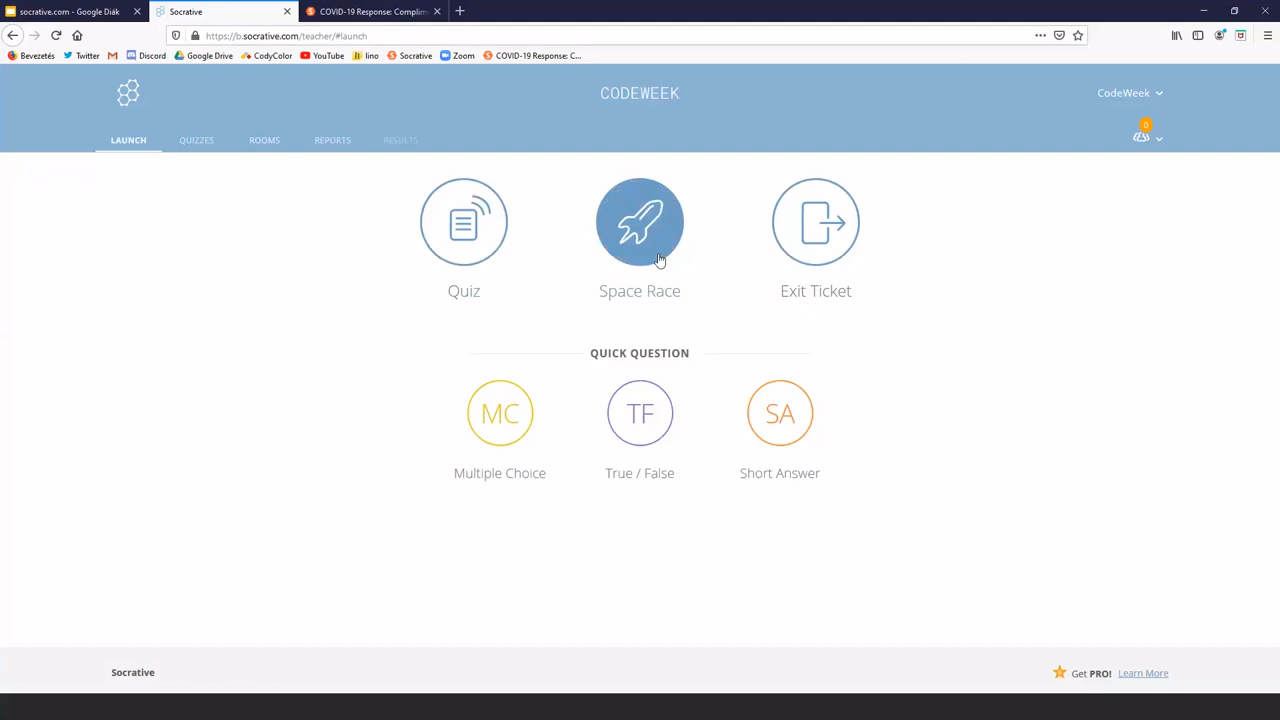 socrative.com - Google Diák
Socrative
COVID-19 Response: Complim
https://b.socrative.com/teacher/#launch
Bevezetés
Twitter
Discord
Google Drive
CodyColor
YouTube
lino
Socrative
Zoom
COVID-19 Response: C...
CODEWEEK
CodeWeek
LAUNCH
QUIZZES
ROOMS
REPORTS
RESULTS
0
Quiz
Space Race
Exit Ticket
QUICK QUESTION
MC
TF
SA
Multiple Choice
True / False
Short Answer
Socrative
Get PRO! Learn More